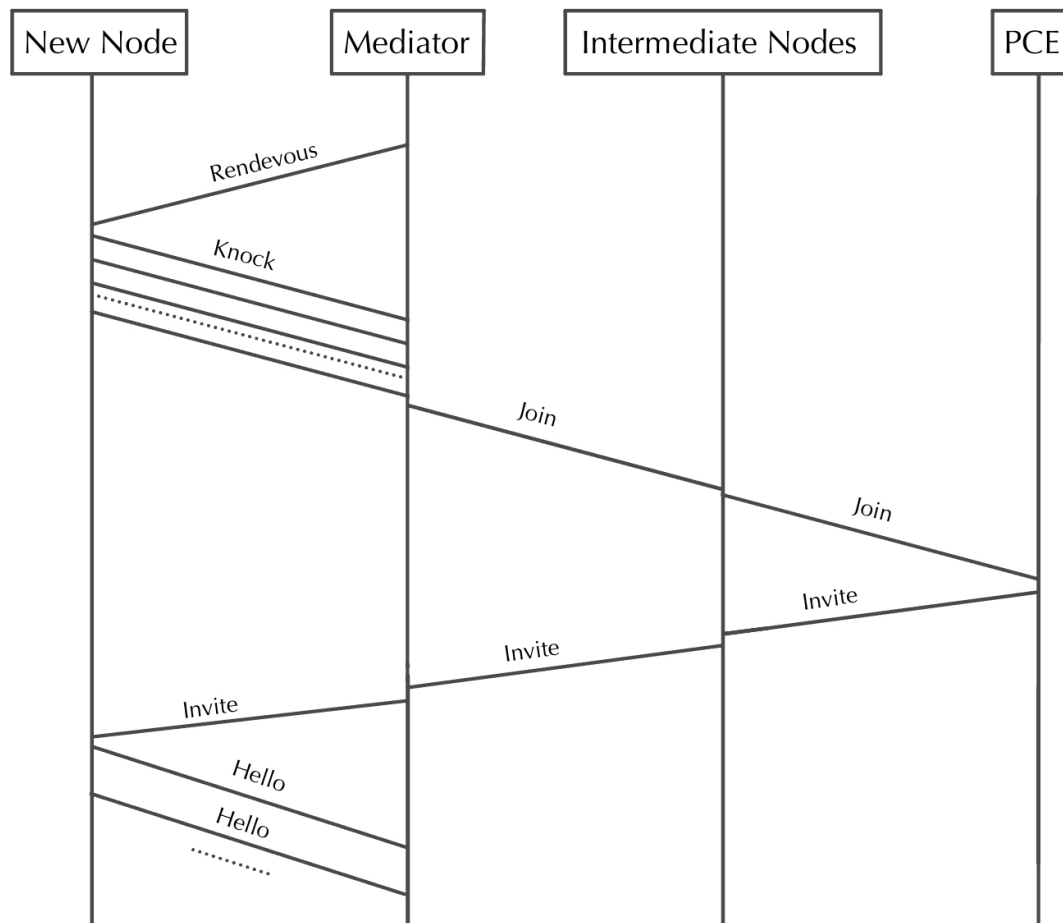 New Node
Mediator
Intermediate Nodes
PCE
Rendevous
Knock
Join
Join
Invite
Invite
Invite
Hello
Hello